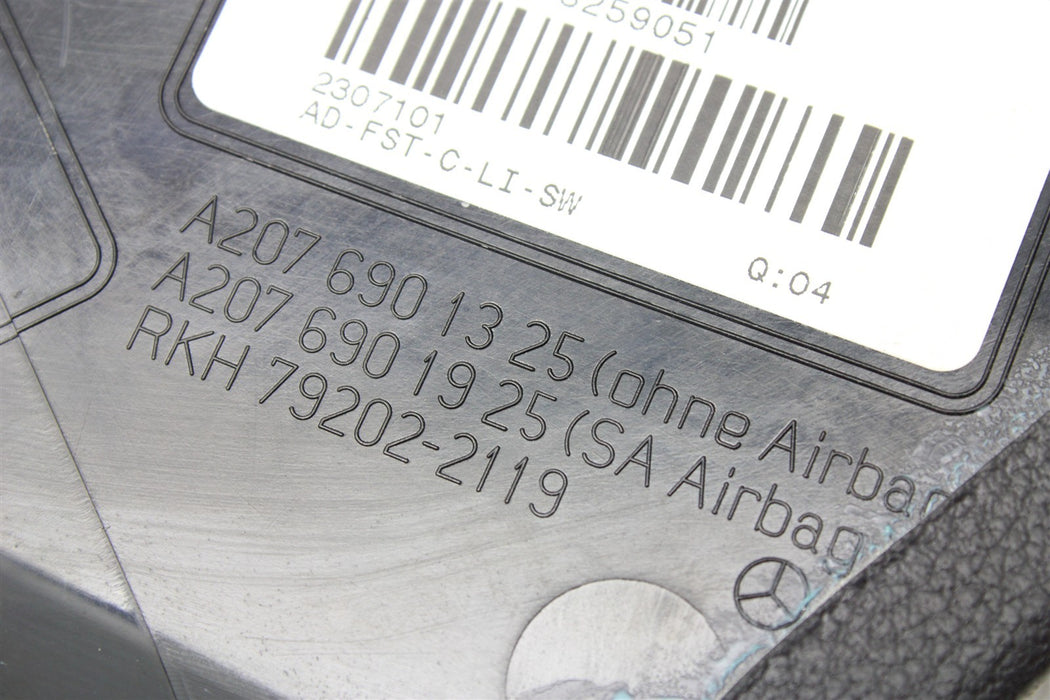 8259051
2307101
AD-FST-C-LI-SW
Q:04
A207 690 13 25 (ohne Airbag
A207 690 19 25 (SA Airbag
RKH 79202-2119